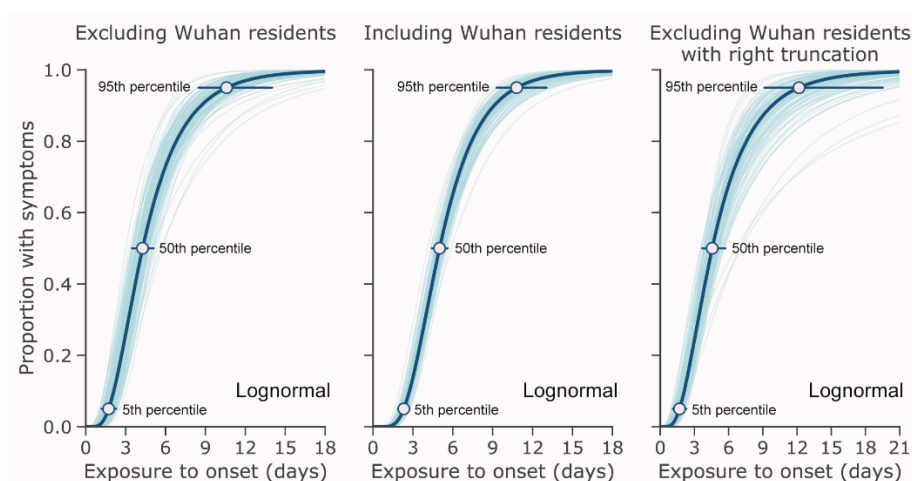 Excluding Wuhan residents
Including Wuhan residents
Excluding Wuhan residents
with right truncation
Proportion with symptoms
1.0
0.8
0.6
0.4
0.2
0.0
95th percentile
50th percentile
5th percentile
Lognormal
0 3 6 9 12 15 18
Exposure to onset (days)
95th percentile
50th percentile
5th percentile
Lognormal
0 3 6 9 12 15 18
Exposure to onset (days)
95th percentile
50th percentile
5th percentile
Lognormal
0 3 6 9 12 15 18 21
Exposure to onset (days)